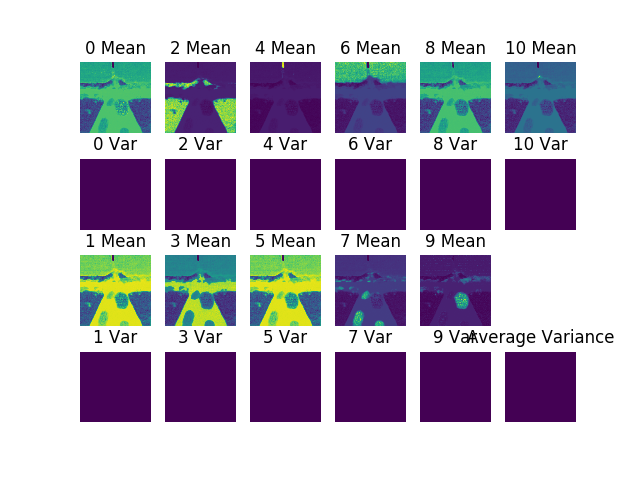 0 Mean 2 Mean 4 Mean 6 Mean 8 Mean 10 Mean
0 Var 2 Var 4 Var 6 Var 8 Var 10 Var
1 Mean 3 Mean 5 Mean 7 Mean 9 Mean
1 Var 3 Var 5 Var 7 Var 9 Var Average Variance